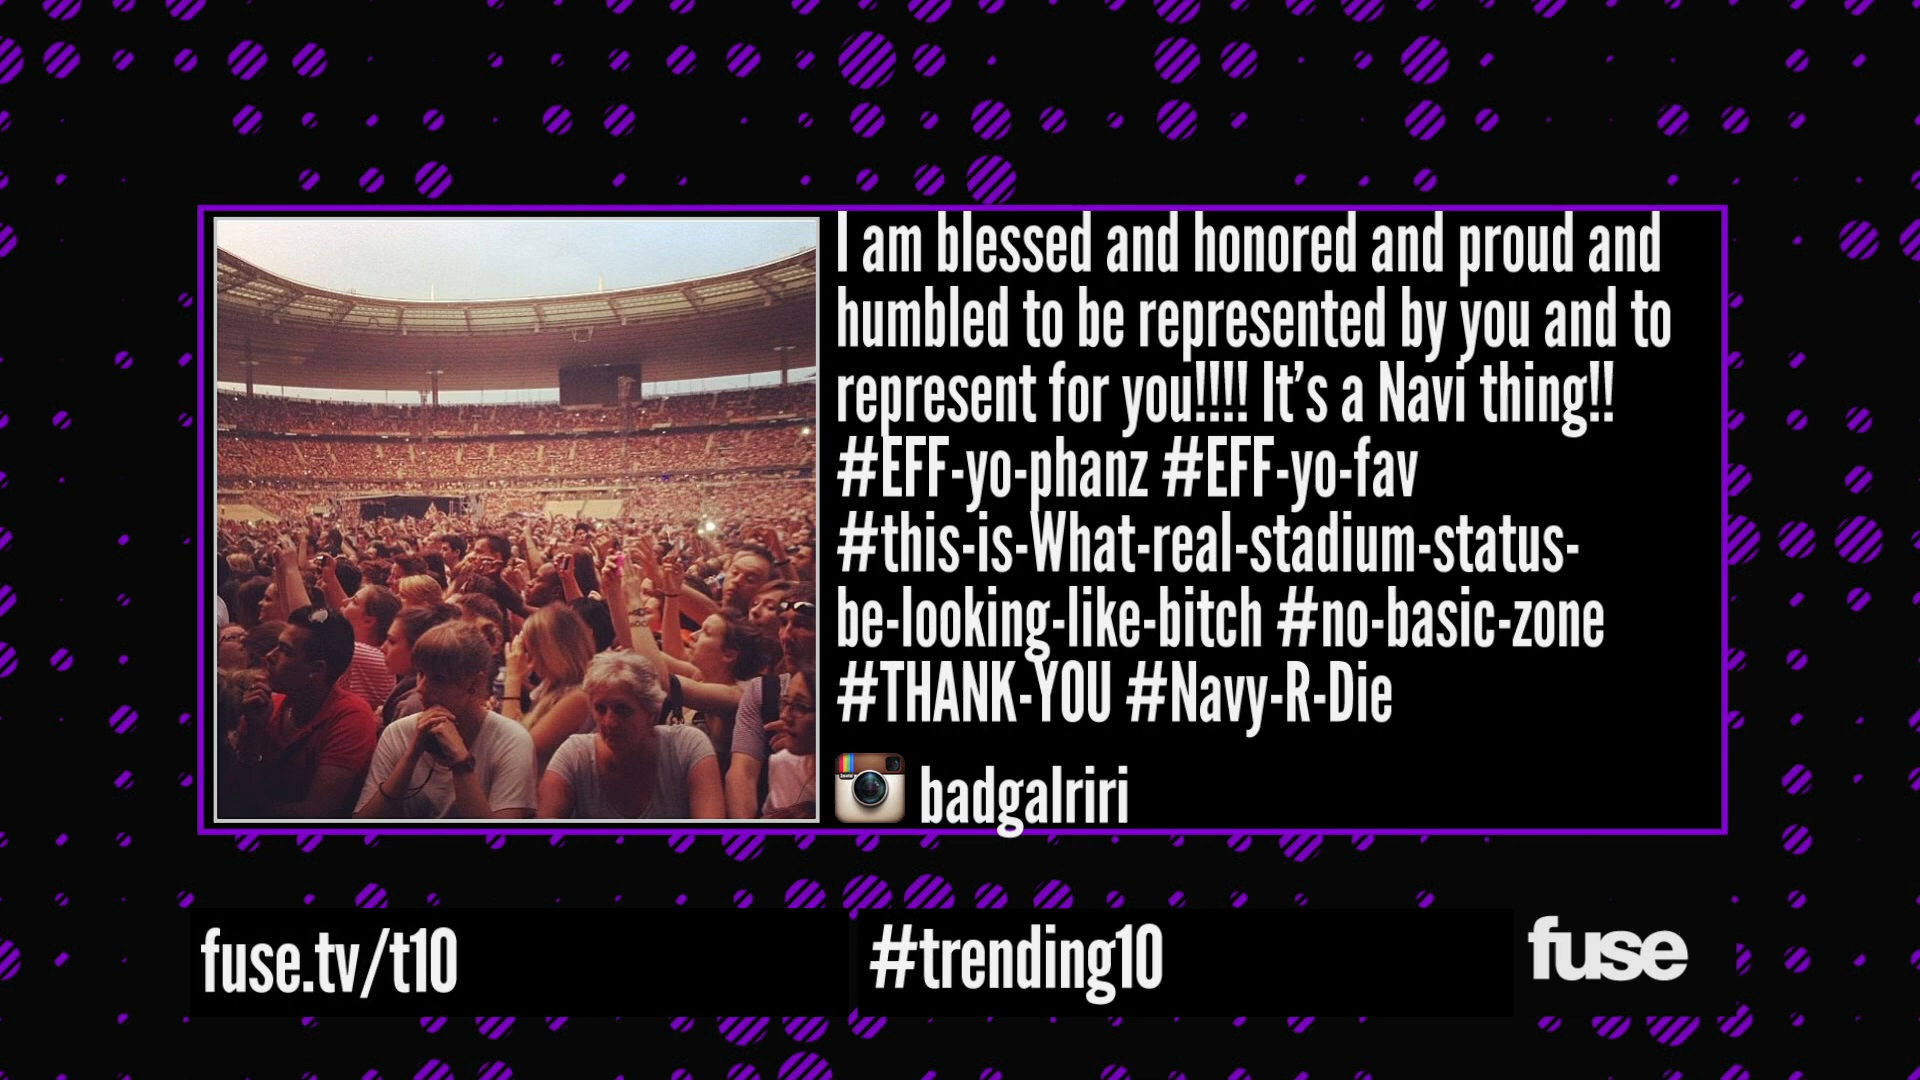 I am blessed and honored and proud and
humbled to be represented by you and to
represent for you!!!! It's a Navi thing!!
#EFF-yo-phanz #EFF-yo-fav
#this-is-What-real-stadium-status-
be-looking-like-bitch #no-basic-zone
#THANK-YOU #Navy-R-Die
badgalriri
fuse.tv/t10
#trending10
fuse